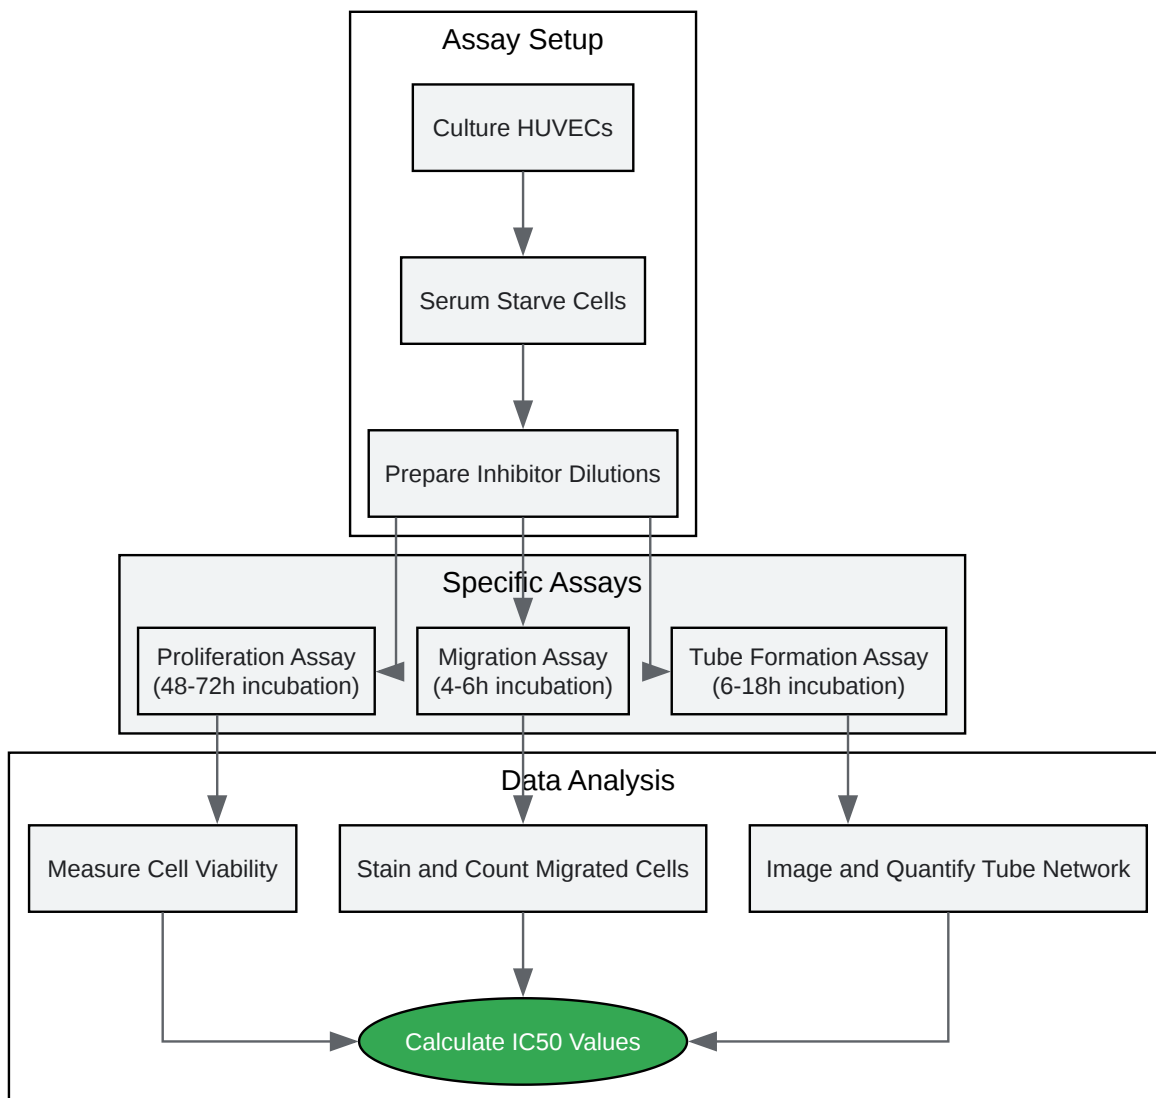 Assay Setup
Culture HUVECs
Serum Starve Cells
Prepare Inhibitor Dilutions
Specific Assays
Proliferation Assay
(48-72h incubation)
Migration Assay
(4-6h incubation)
Tube Formation Assay
(6-18h incubation)
Data Analysis
Measure Cell Viability
Stain and Count Migrated Cells
Image and Quantify Tube Network
Calculate IC50 Values